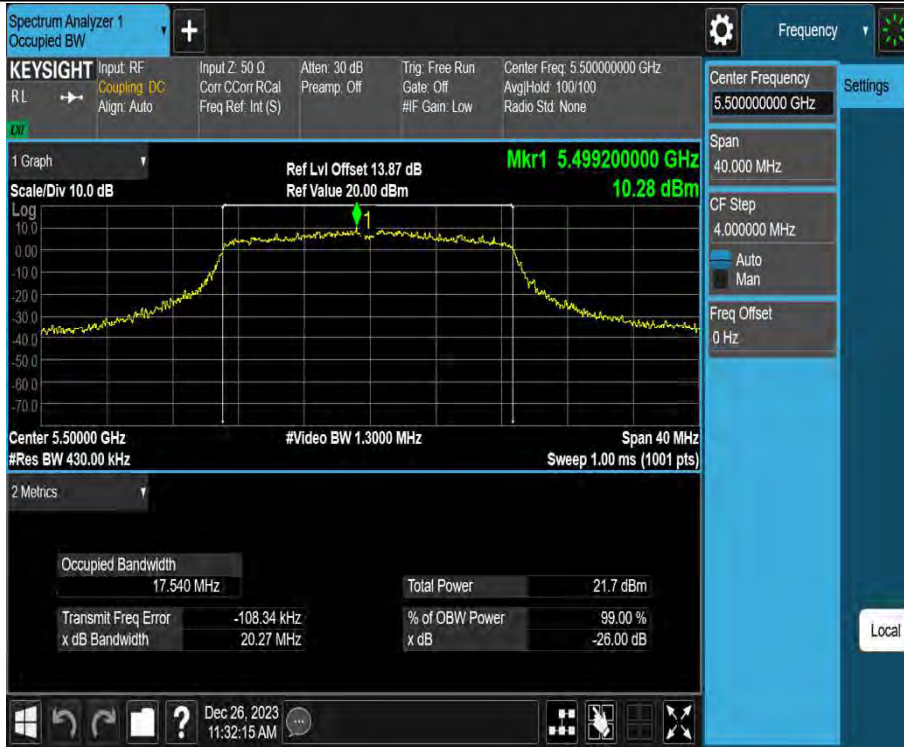 Spectrum Analyzer 1
Occupied BW
+
Frequency
KEYSIGHT
RL
LXI
Input: RF
Coupling: DC
Align: Auto
Input Z: 50 Ω
Corr CCorr RCal
Freq Ref: Int (S)
Atten: 30 dB
Preamp: Off
Trig: Free Run
Gate: Off
#IF Gain: Low
Center Freq: 5.500000000 GHz
Avg|Hold: 100/100
Radio Std: None
Center Frequency
5.500000000 GHz
Settings
Span
40.000 MHz
CF Step
4.000000 MHz
Auto
Man
Freq Offset
0 Hz
Local
1 Graph
Scale/Div 10.0 dB
Ref Lvl Offset 13.87 dB
Ref Value 20.00 dBm
Mkr1 5.499200000 GHz
10.28 dBm
Log
10.0
0.00
-10.0
-20.0
-30.0
-40.0
-50.0
-60.0
-70.0
1
Center 5.50000 GHz
#Video BW 1.3000 MHz
Span 40 MHz
#Res BW 430.00 kHz
Sweep 1.00 ms (1001 pts)
2 Metrics
Occupied Bandwidth
17.540 MHz
Total Power 21.7 dBm
Transmit Freq Error -108.34 kHz
% of OBW Power 99.00 %
x dB Bandwidth 20.27 MHz
x dB -26.00 dB
?
Dec 26, 2023
11:32:15 AM